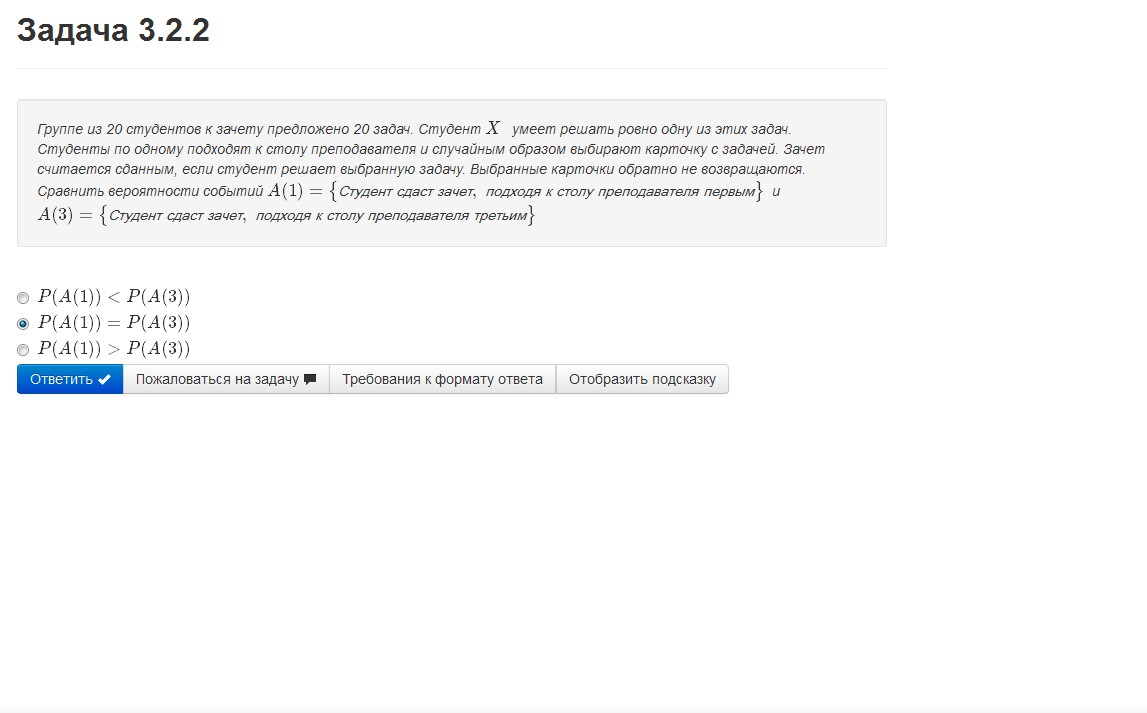 Задача 3.2.2
Группе из 20 студентов к зачету предложено 20 задач. Студент X умеет решать ровно одну из этих задач.
Студенты по одному подходят к столу преподавателя и случайным образом выбирают карточку с задачей. Зачет
считается сданным, если студент решает выбранную задачу. Выбранные карточки обратно не возвращаются.
Сравнить вероятности событий A(1) = {Студент сдаст зачет, подходя к столу преподавателя первым} и
A(3) = {Студент сдаст зачет, подходя к столу преподавателя третьим}
P(A(1)) < P(A(3))
P(A(1)) = P(A(3))
P(A(1)) > P(A(3))
Ответить Пожаловаться на задачу Требования к формату ответа Отобразить подсказку